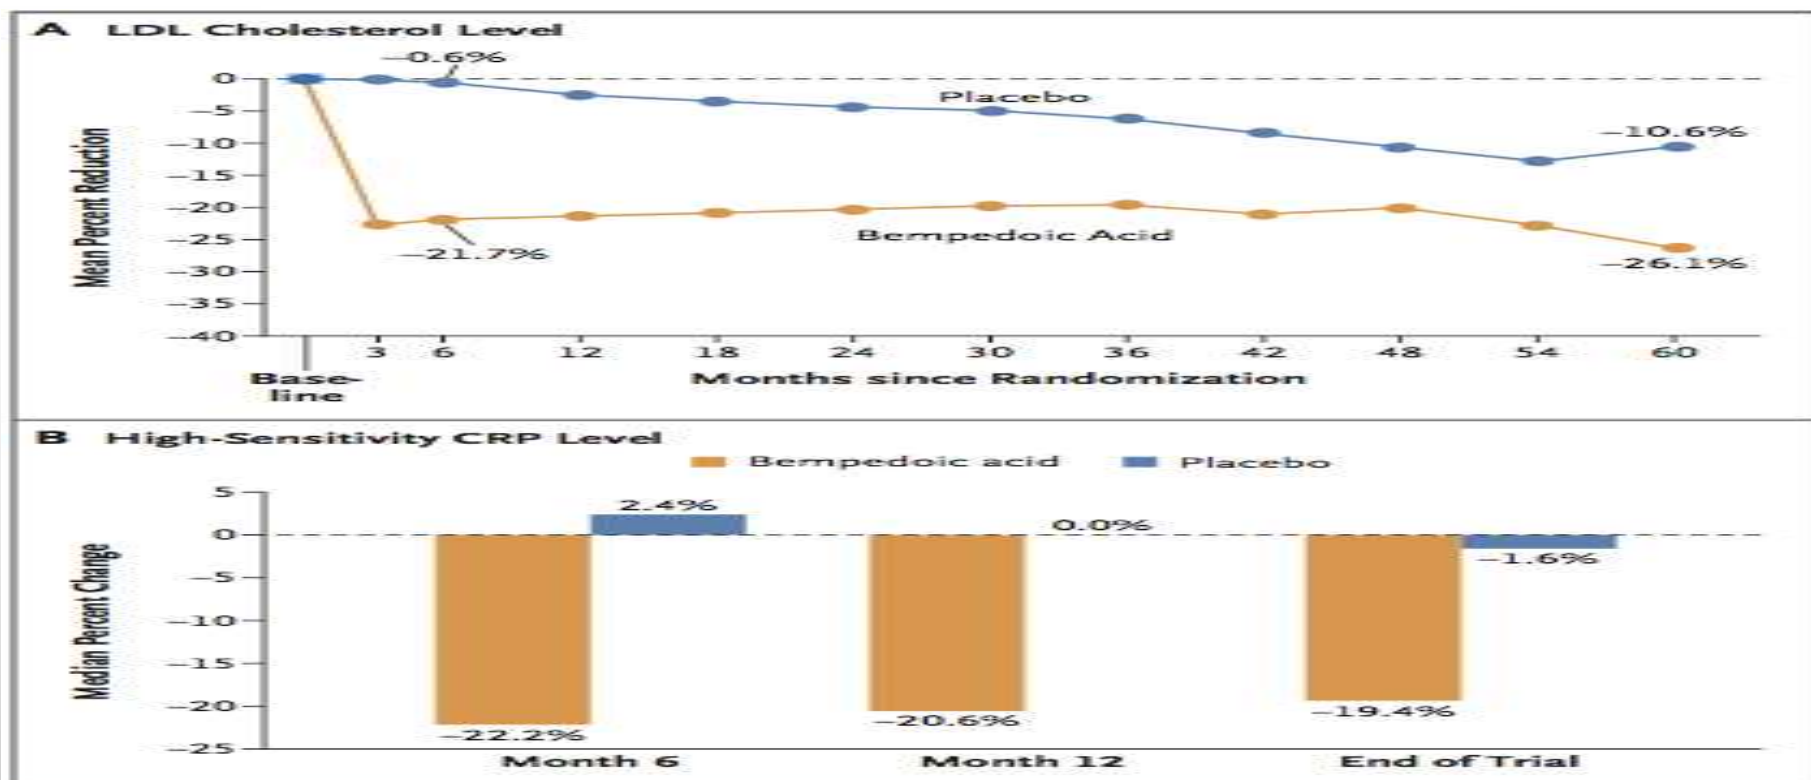 A LDL Cholesterol Level
−0.6%
0
Placebo
−5
−10.6%
−10
−15
−20
Bempedoic Acid
−25
−21.7%
−26.1%
−30
−35
−40
Mean Percent Reduction
3 6 12 18 24 30 36 42 48 54 60
Base-
line
Months since Randomization
B High-Sensitivity CRP Level
Bempedoic acid Placebo
5
2.4%
0.0%
0
−1.6%
−5
−10
−15
−20
−19.4%
−20.6%
−22.2%
−25
Median Percent Change
Month 6 Month 12 End of Trial